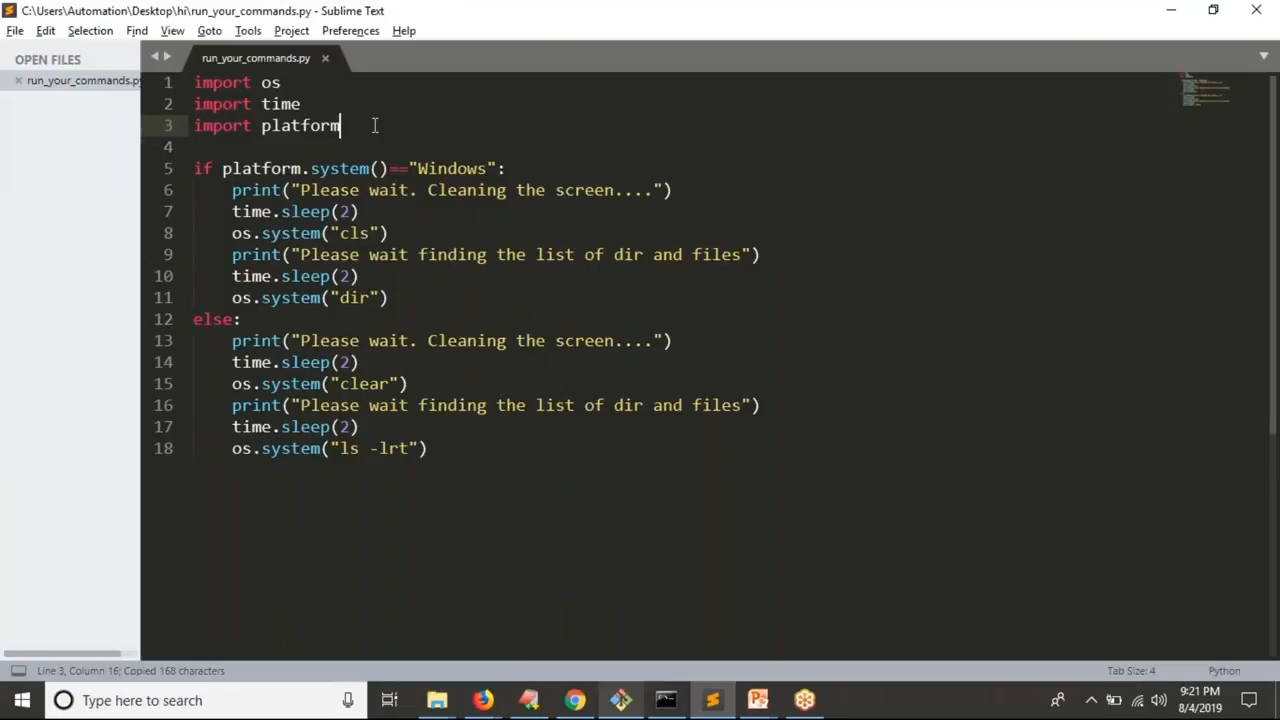 C:\Users\Automation\Desktop\hi\run_your_commands.py - Sublime Text
File Edit Selection Find View Goto Tools Project Preferences Help
OPEN FILES
run_your_commands.py
run_your_commands.py
1 import os
2 import time
3 import platform
4
5 if platform.system()=="Windows":
6 print("Please wait. Cleaning the screen....")
7 time.sleep(2)
8 os.system("cls")
9 print("Please wait finding the list of dir and files")
10 time.sleep(2)
11 os.system("dir")
12 else:
13 print("Please wait. Cleaning the screen....")
14 time.sleep(2)
15 os.system("clear")
16 print("Please wait finding the list of dir and files")
17 time.sleep(2)
18 os.system("ls -lrt")
Line 3, Column 16; Copied 168 characters Tab Size: 4 Python
Type here to search
9:21 PM
8/4/2019